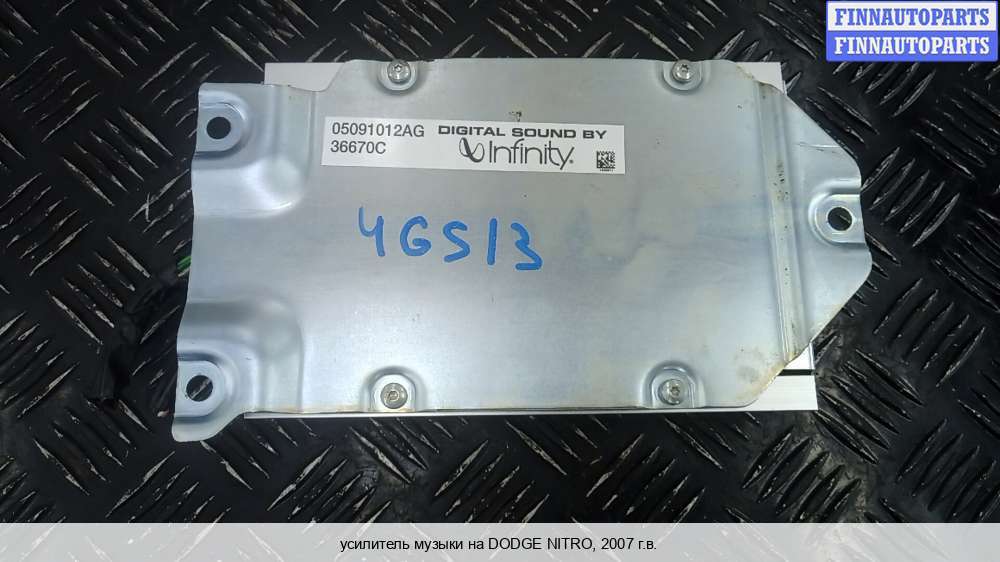 FINNAUTOPARTS
FINNAUTOPARTS
05091012AG DIGITAL SOUND BY
36670C Infinity.
4GS13
усилитель музыки на DODGE NITRO, 2007 г.в.